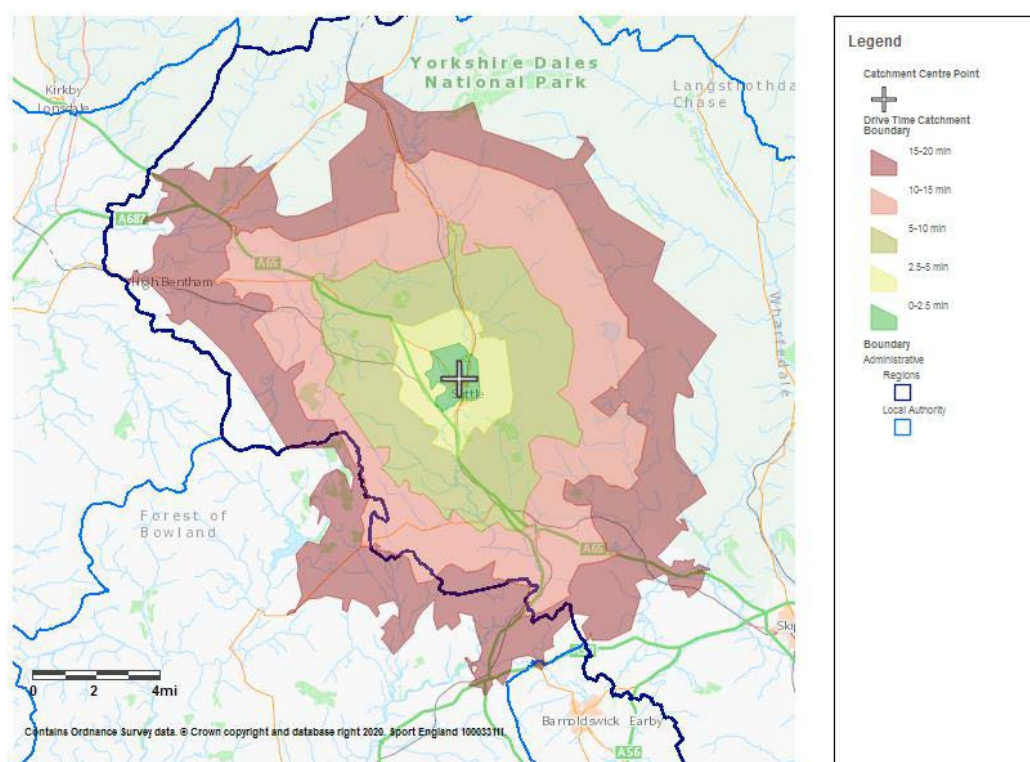 Yorkshire Dales
National Park
Langstrothda
Chase
Kirkby
Lonsdale
A687
A65
High Bentham
Wharfedale
Settle
Forest of
Bowland
A65
Skip
Barnoldswick Earby
A56
0 2 4mi
Contains Ordnance Survey data. © Crown copyright and database right 2020. Sport England 100033111
Legend
Catchment Centre Point
Drive Time Catchment
Boundary
15-20 min
10-15 min
5-10 min
2.5-5 min
0-2.5 min
Boundary
Administrative
Regions
Local Authority